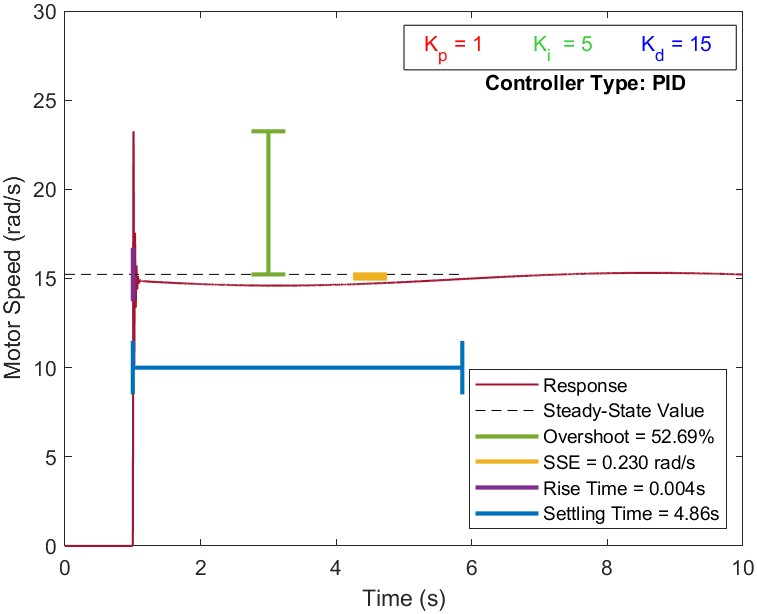 30
25
20
15
10
5
0
Motor Speed (rad/s)
Kp = 1 Ki = 5 Kd = 15
Controller Type: PID
Response
Steady-State Value
Overshoot = 52.69%
SSE = 0.230 rad/s
Rise Time = 0.004s
Settling Time = 4.86s
0 2 4 6 8 10
Time (s)